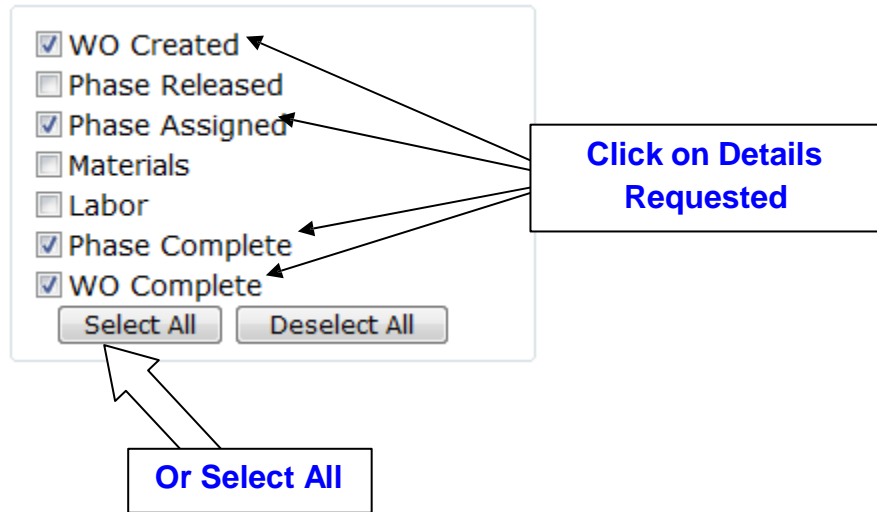 WO Created
Phase Released
Phase Assigned
Materials
Labor
Phase Complete
WO Complete
Select All Deselect All
Click on Details
Requested
Or Select All